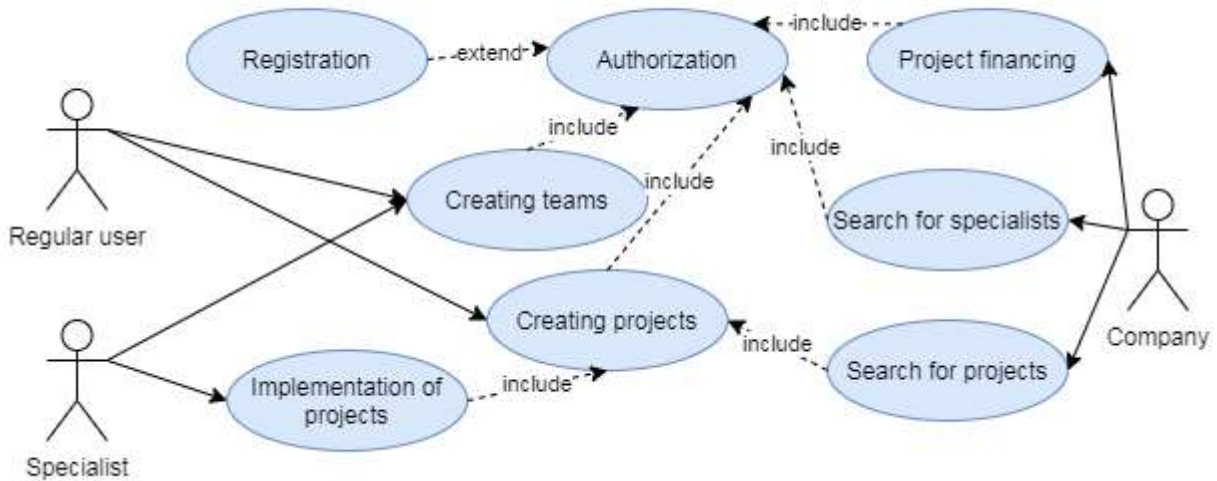 include
Registration
extend
Authorization
Project financing
include
include
include
Creating teams
Search for specialists
Regular user
Creating projects
include
Company
include
Search for projects
Implementation of
projects
Specialist